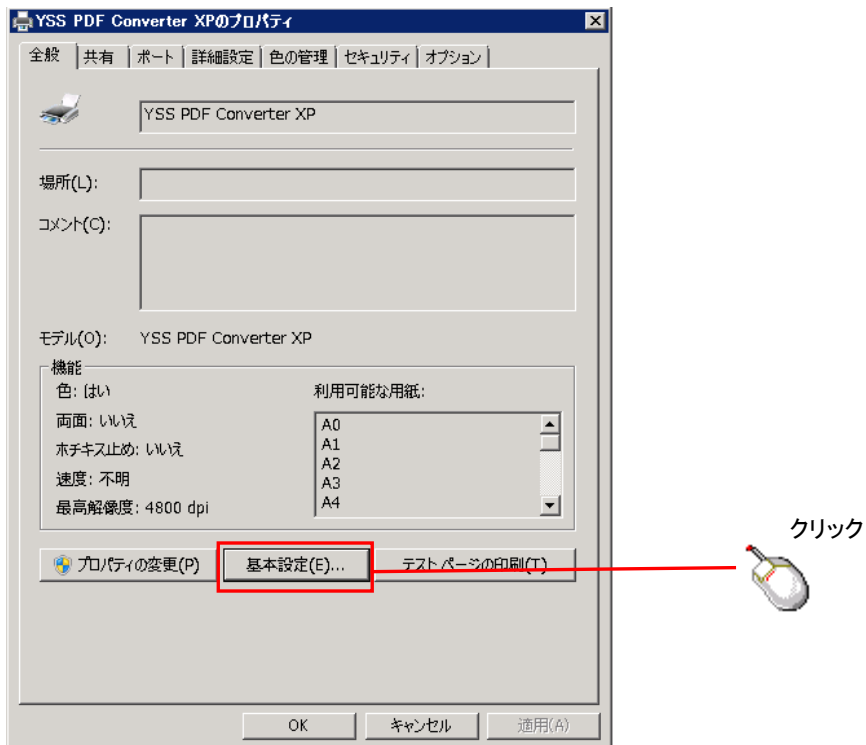 YSS PDF Converter XPのプロパティ
全般 共有 ポート 詳細設定 色の管理 セキュリティ オプション
YSS PDF Converter XP
場所(L):
コメント(C):
モデル(O): YSS PDF Converter XP
機能
色: はい
利用可能な用紙:
両面: いいえ
ホチキス止め: いいえ
速度: 不明
最高解像度: 4800 dpi
A0
A1
A2
A3
A4
クリック
プロパティの変更(P) 基本設定(E)... テスト ページの印刷(T)
OK キャンセル 適用(A)